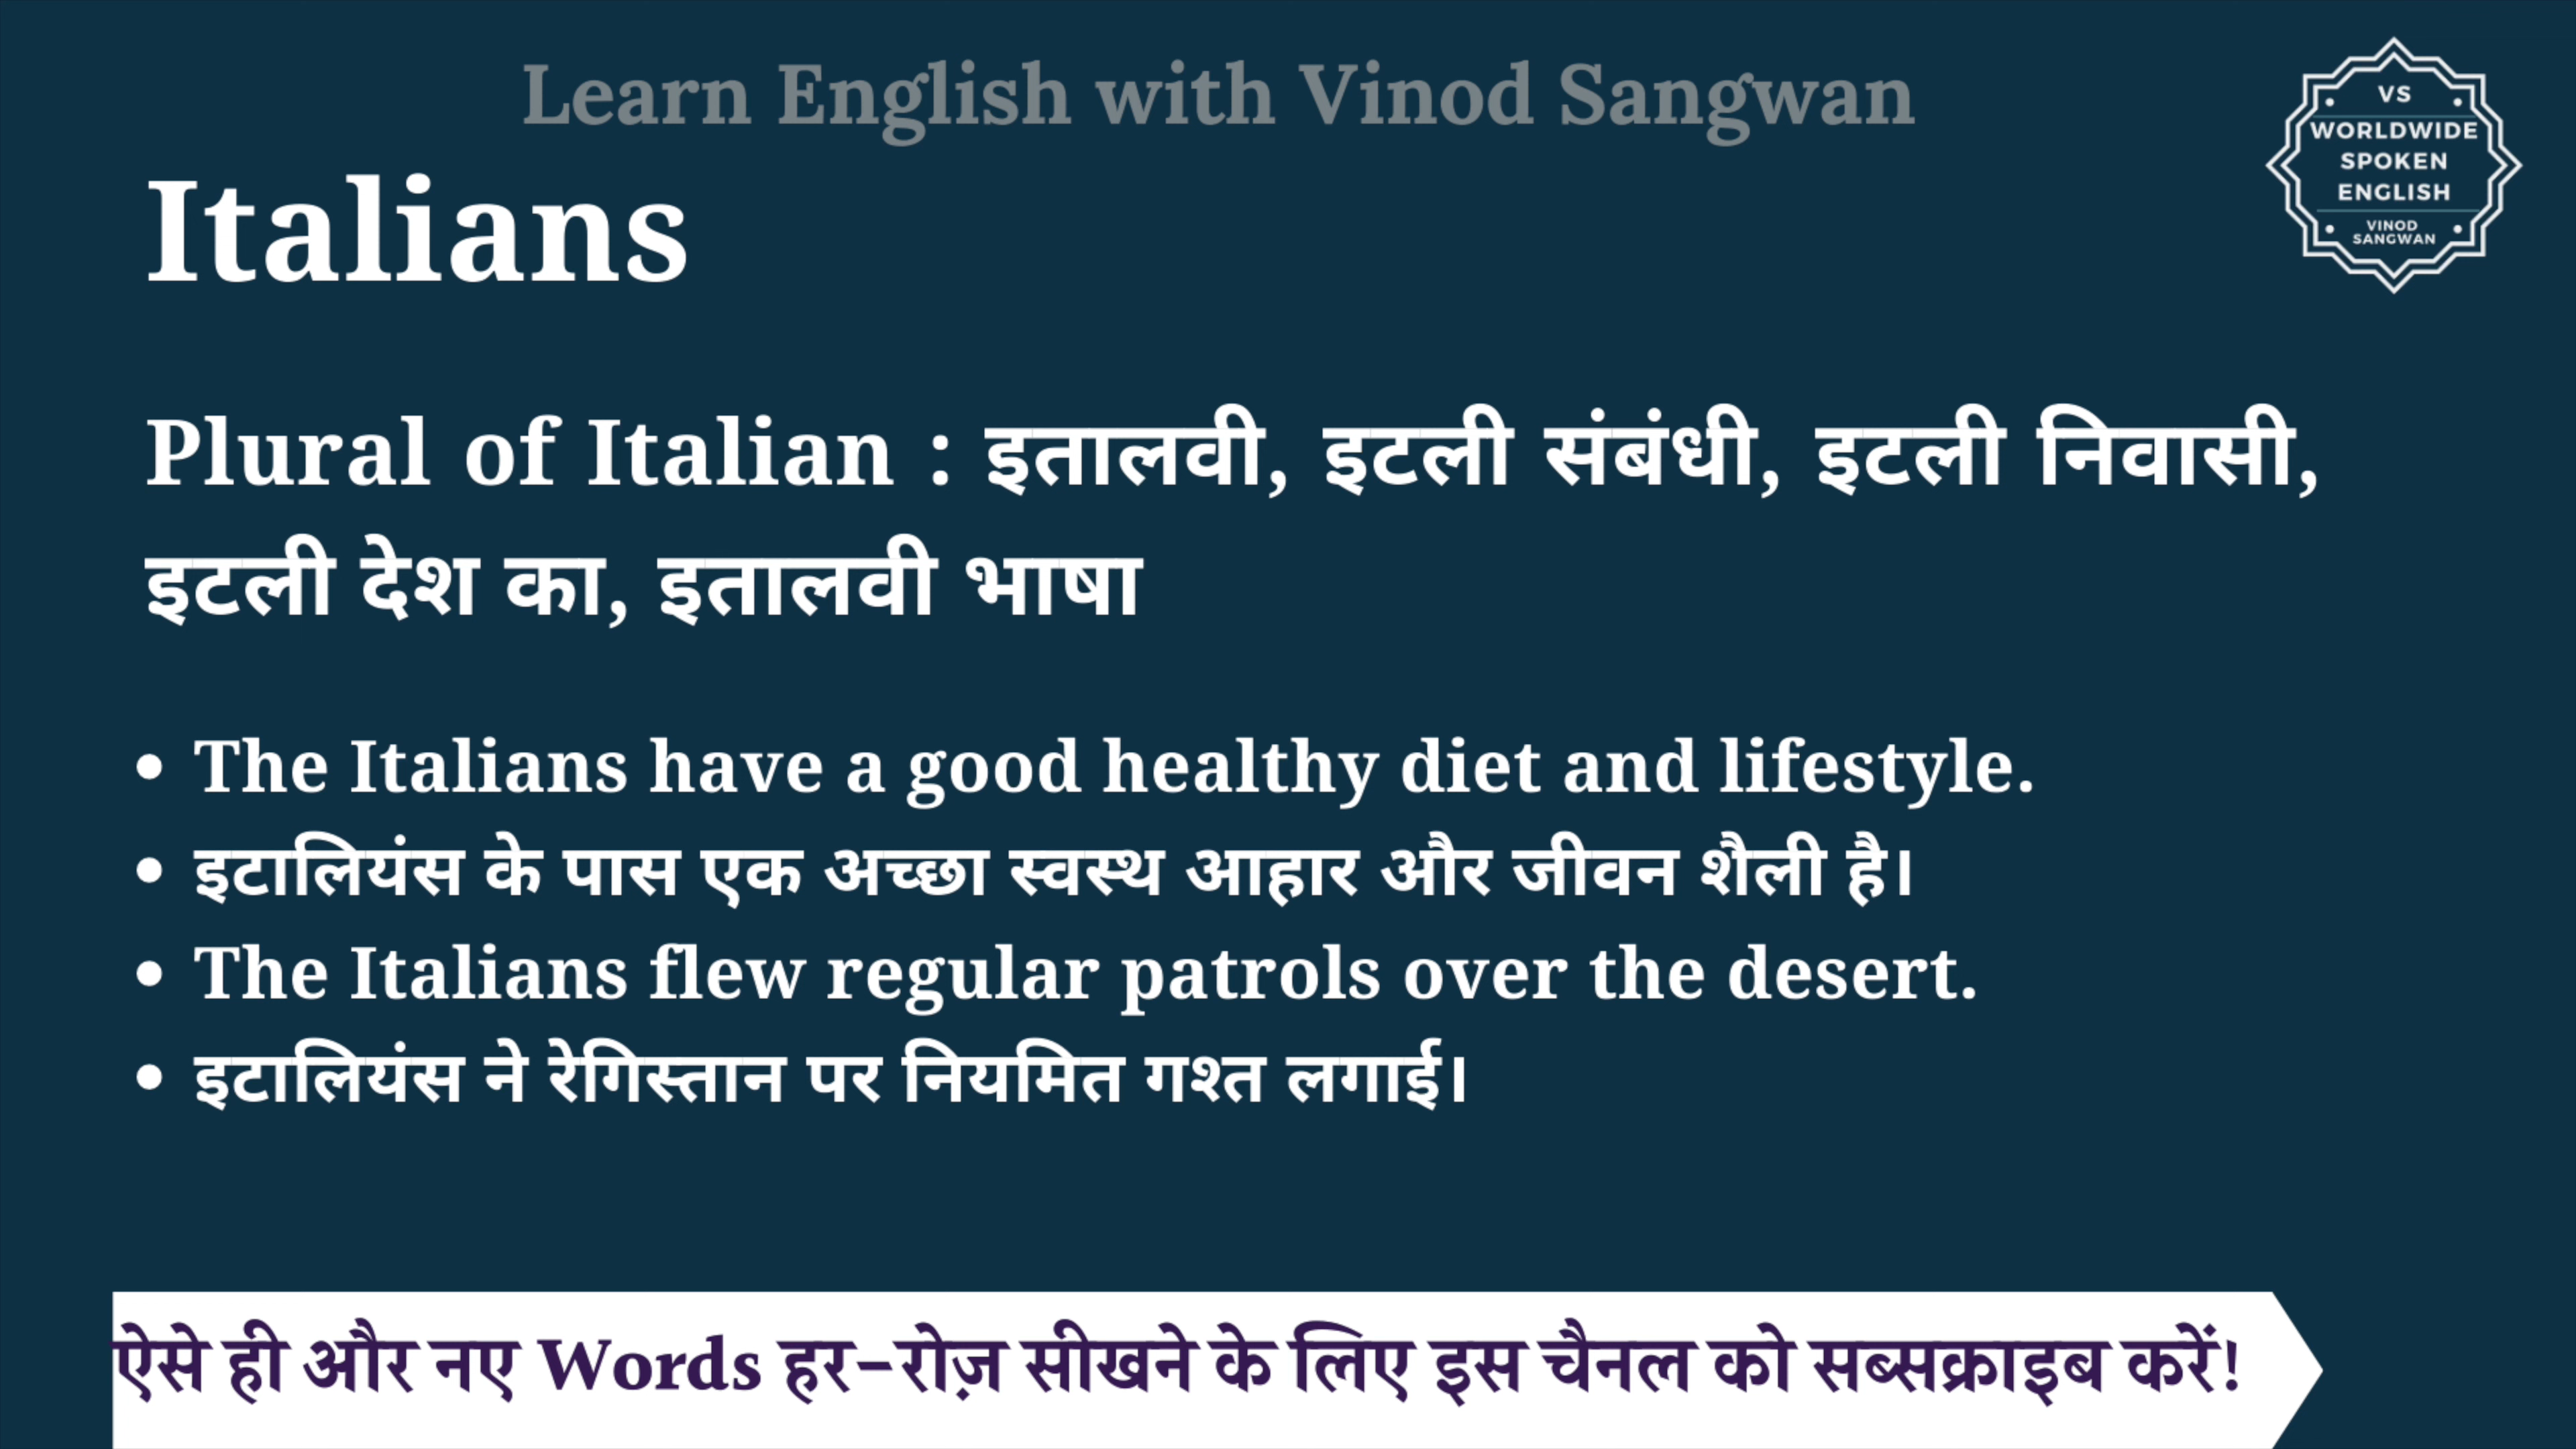 Learn English with Vinod Sangwan
VS
WORLDWIDE
SPOKEN
ENGLISH
VINOD
SANGWAN
Italians
Plural of Italian : इतालवी, इटली संबंधी, इटली निवासी,
इटली देश का, इतालवी भाषा
• The Italians have a good healthy diet and lifestyle.
• इटालियंस के पास एक अच्छा स्वस्थ आहार और जीवन शैली है।
• The Italians flew regular patrols over the desert.
• इटालियंस ने रेगिस्तान पर नियमित गश्त लगाई।
ऐसे ही और नए Words हर-रोज़ सीखने के लिए इस चैनल को सब्सक्राइब करें!